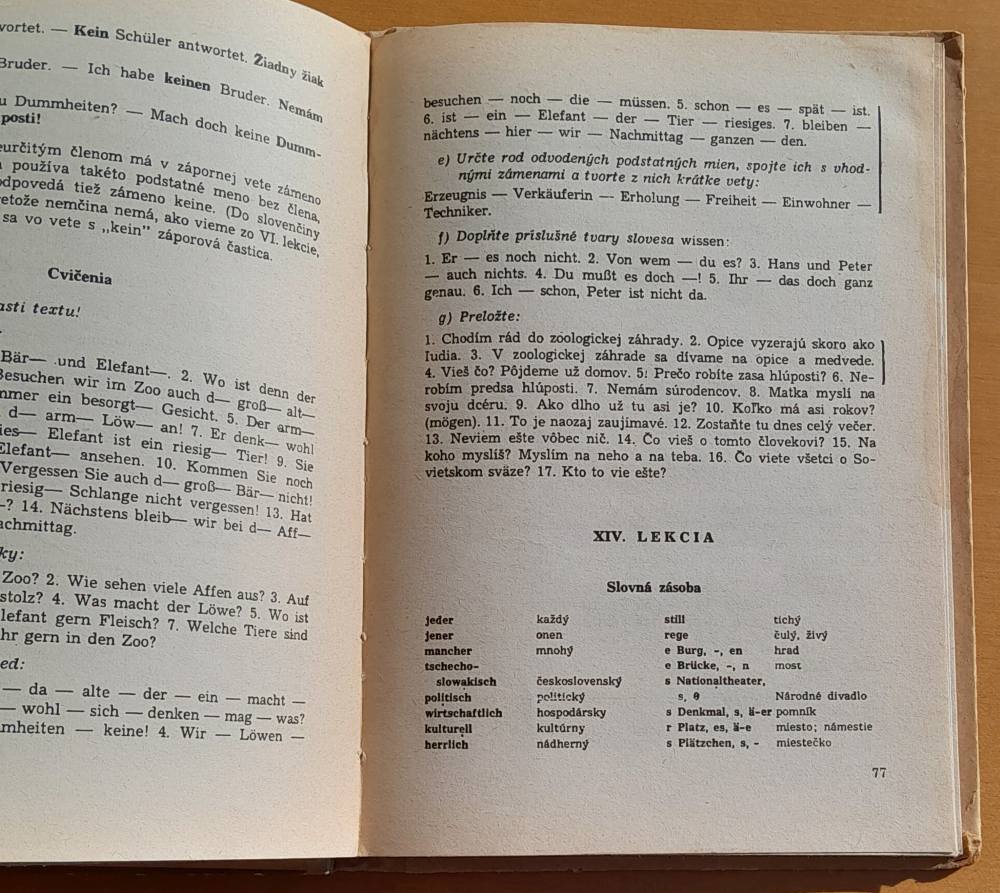 vortet. — Kein Schüler antwortet. Žiadny žiak
Bruder. — Ich habe keinen Bruder. Nemám
u Dummheiten? — Mach doch keine Dumm-
posti!
eurčitým členom má v zápornej vete zámeno
používa takéto podstatné meno bez člena,
odpovedá tiež zámeno keine. (Do slovenčiny
retože nemčina nemá, ako vieme zo VI. lekcie,
sa vo vete s „kein” záporová častica.
Cvičenia
asti textu!
Bär— und Elefant—. 2. Wo ist denn der
Besuchen wir im Zoo auch d— groß— alt—
mmer ein besorgt— Gesicht. 5. Der arm—
d— arm— Löw— an! 7. Er denk— wohl
ies— Elefant ist ein riesig— Tier! 9. Sie
Elefant— ansehen. 10. Kommen Sie noch
Vergessen Sie auch d— groß— Bär— nicht!
riesig— Schlange nicht vergessen! 13. Hat
—? 14. Nächstens bleib— wir bei d— Aff—
achmittag.
ky:
Zoo? 2. Wie sehen viele Affen aus? 3. Auf
stolz? 4. Was macht der Löwe? 5. Wo ist
lefant gern Fleisch? 7. Welche Tiere sind
hr gern in den Zoo?
ed:
— da — alte — der — ein — macht —
— wohl — sich — denken — mag — was?
mheiten — keine! 4. Wir — Löwen —
besuchen — noch — die — müssen. 5. schon — es — spät — ist.
6. ist — ein — Elefant — der — Tier — riesiges. 7. bleiben —
nächtens — hier — wir — Nachmittag — ganzen — den.
e) Určte rod odvodených podstatných mien, spojte ich s vhod-
nými zámenami a tvorte z nich krátke vety:
Erzeugnis — Verkäuferin — Erholung — Freiheit — Einwohner —
Techniker.
f) Doplňte príslušné tvary slovesa wissen:
1. Er — es noch nicht. 2. Von wem — du es? 3. Hans und Peter
— auch nichts. 4. Du mußt es doch —! 5. Ihr — das doch ganz
genau. 6. Ich — schon, Peter ist nicht da.
g) Preložte:
1. Chodím rád do zoologickej záhrady. 2. Opice vyzerajú skoro ako
ľudia. 3. V zoologickej záhrade sa dívame na opice a medvede.
4. Vieš čo? Pôjdeme už domov. 5. Prečo robíte zasa hlúposti? 6. Ne-
robím predsa hlúposti. 7. Nemám súrodencov. 8. Matka myslí na
svoju dcéru. 9. Ako dlho už tu asi je? 10. Koľko má asi rokov?
(mögen). 11. To je naozaj zaujímavé. 12. Zostaňte tu dnes celý večer.
13. Neviem ešte vôbec nič. 14. Čo vieš o tomto človekovi? 15. Na
koho myslíš? Myslím na neho a na teba. 16. Čo viete všetci o So-
vietskom sväze? 17. Kto to vie ešte?
XIV. LEKCIA
Slovná zásoba
jeder každý still tichý
jener onen rege čulý, živý
mancher mnohý e Burg, -, en hrad
tschecho- e Brücke, -, n most
slowakisch československý s Nationaltheater,
politisch politický s, θ Národné divadlo
wirtschaftlich hospodársky s Denkmal, s, ä-er pomník
kulturell kultúrny r Platz, es, ä-e miesto; námestie
herrlich nádherný s Plätzchen, s, - miestečko
77